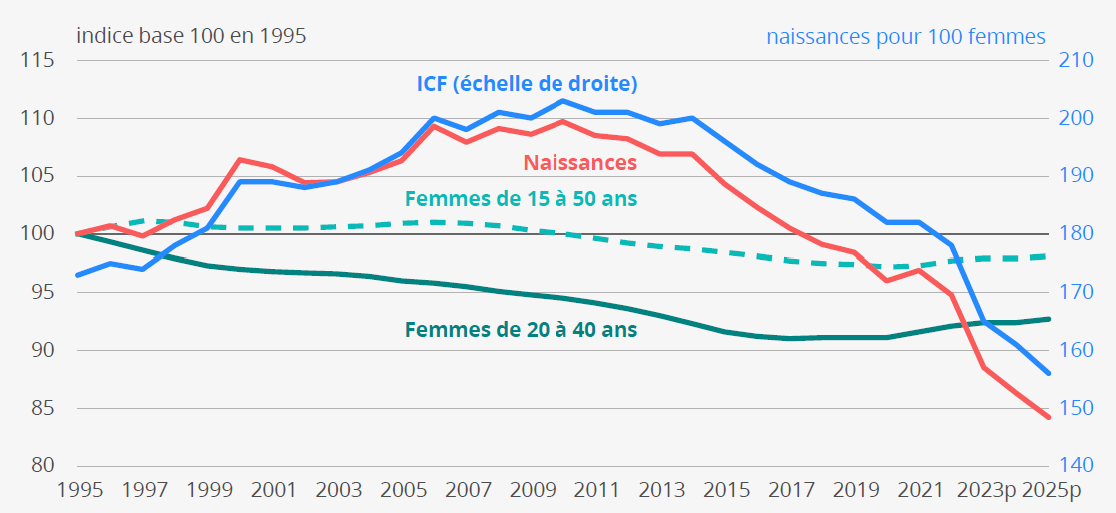 indice base 100 en 1995
naissances pour 100 femmes
115
110
105
100
95
90
85
80
210
200
190
180
170
160
150
140
ICF (échelle de droite)
Naissances
Femmes de 15 à 50 ans
Femmes de 20 à 40 ans
1995 1997 1999 2001 2003 2005 2007 2009 2011 2013 2015 2017 2019 2021 2023p 2025p